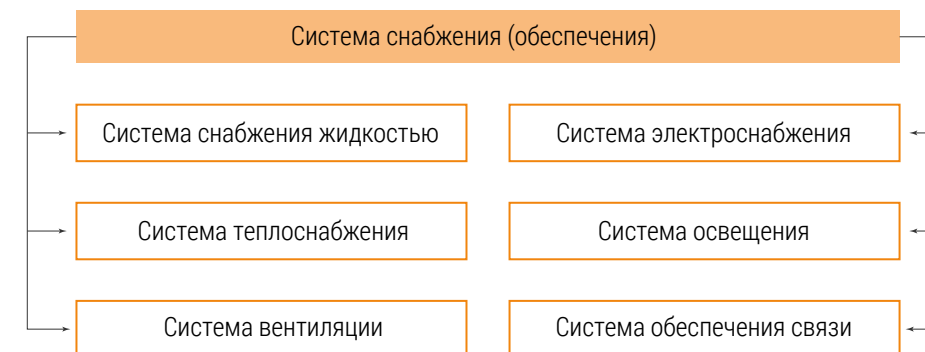 Система снабжения (обеспечения)
Система снабжения жидкостью
Система электроснабжения
Система теплоснабжения
Система освещения
Система вентиляции
Система обеспечения связи